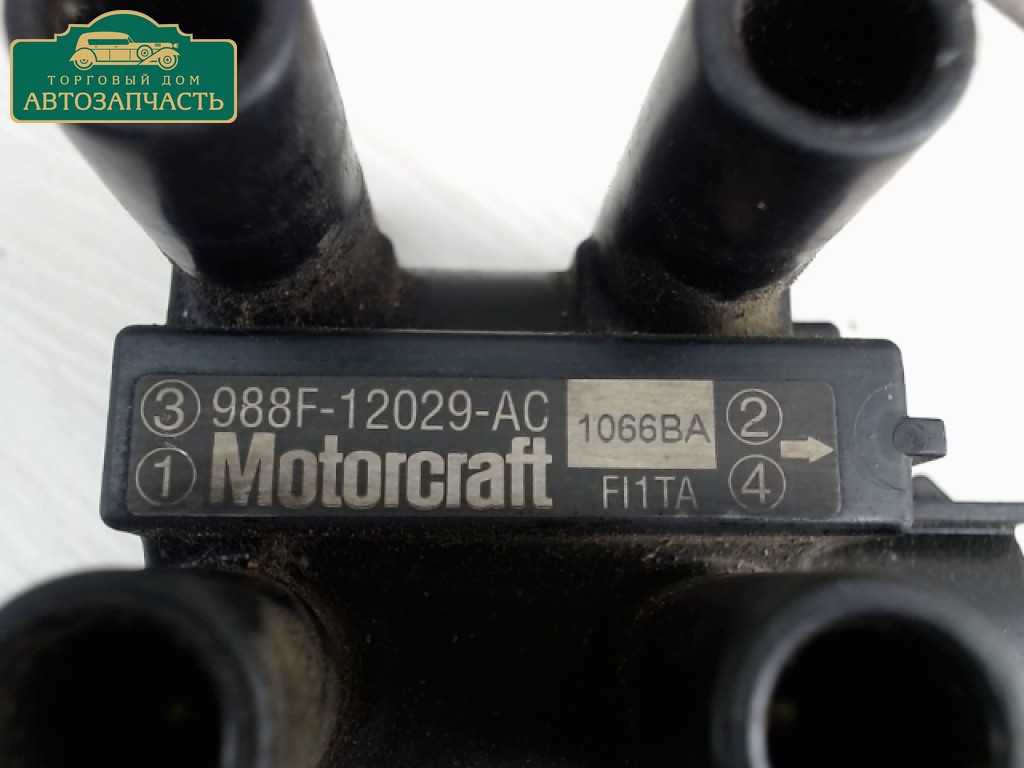 ТОРГОВЫЙ ДОМ
АВТОЗАПЧАСТЬ
3 988F-12029-AC 1066BA 2
1 Motorcraft FI1TA 4